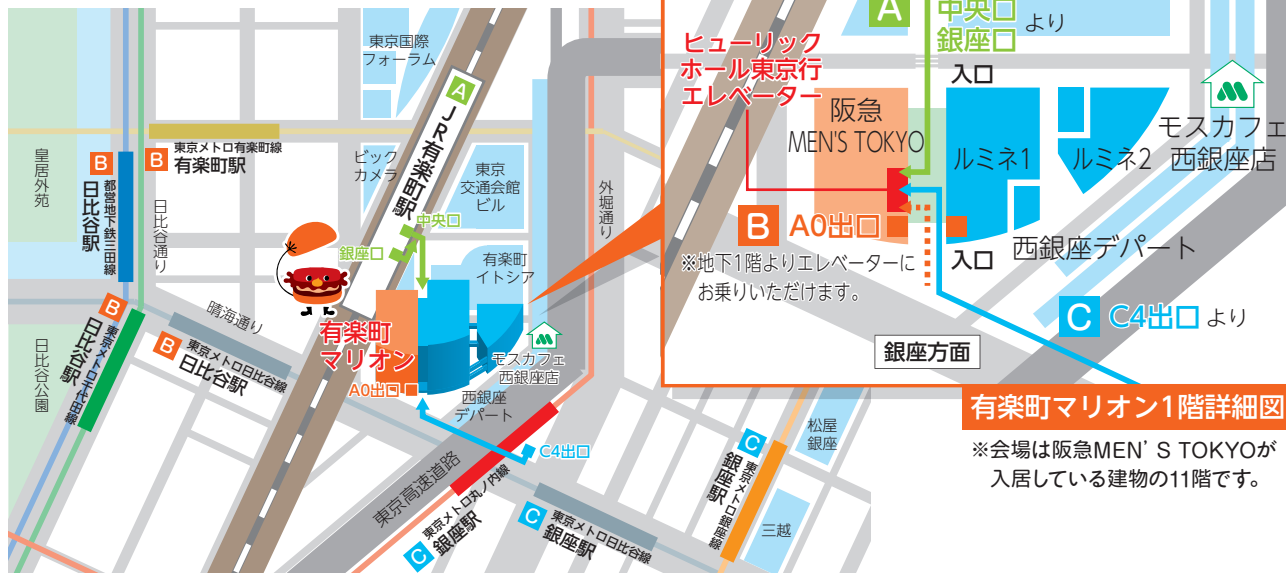 東京国際
フォーラム
A
JR有楽町駅
東京メトロ有楽町線
B 有楽町駅
皇居外苑
B
都営地下鉄三田線
日比谷駅
日比谷通り
ビック
カメラ
東京
交通会館
ビル
外堀通り
中央口
銀座口
有楽町
イトシア
晴海通り
B
東京メトロ千代田線
日比谷駅
日比谷公園
B
東京メトロ日比谷線
日比谷駅
有楽町
マリオン
A0出口
モスカフェ
西銀座店
西銀座
デパート
C4出口
東京高速道路
東京メトロ丸ノ内線
C 銀座駅
東京メトロ日比谷線
C 銀座駅
C
東京メトロ銀座線
銀座駅
松屋
銀座
三越
A
中央口
銀座口
より
ヒューリック
ホール東京行
エレベーター
入口
阪急
MEN'S TOKYO
ルミネ1
ルミネ2
モスカフェ
西銀座店
B A0出口
※地下1階よりエレベーターに
お乗りいただけます。
入口
西銀座デパート
C C4出口 より
銀座方面
有楽町マリオン1階詳細図
※会場は阪急MEN’S TOKYOが
入居している建物の11階です。